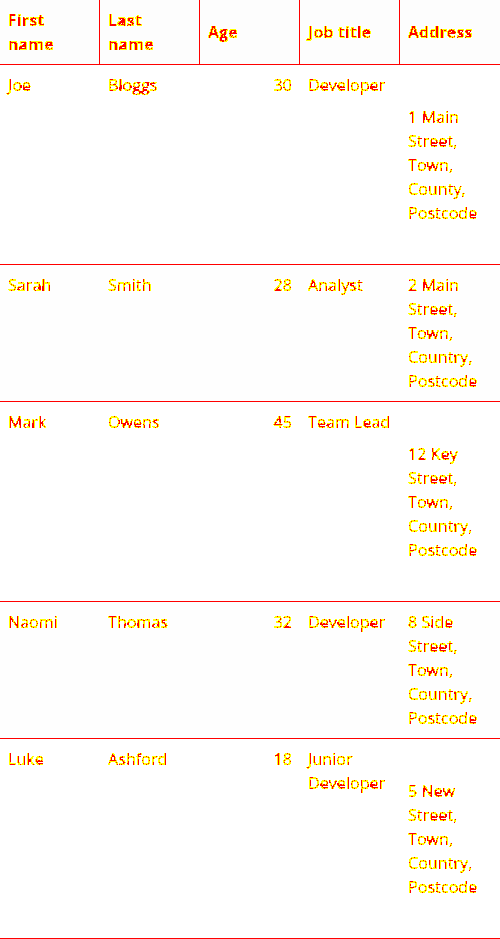 First name Last name Age Job title Address
Joe Bloggs 30 Developer
1 Main
Street,
Town,
County,
Postcode
Sarah Smith 28 Analyst 2 Main
Street,
Town,
Country,
Postcode
Mark Owens 45 Team Lead
12 Key
Street,
Town,
Country,
Postcode
Naomi Thomas 32 Developer 8 Side
Street,
Town,
Country,
Postcode
Luke Ashford 18 Junior
Developer
5 New
Street,
Town,
Country,
Postcode